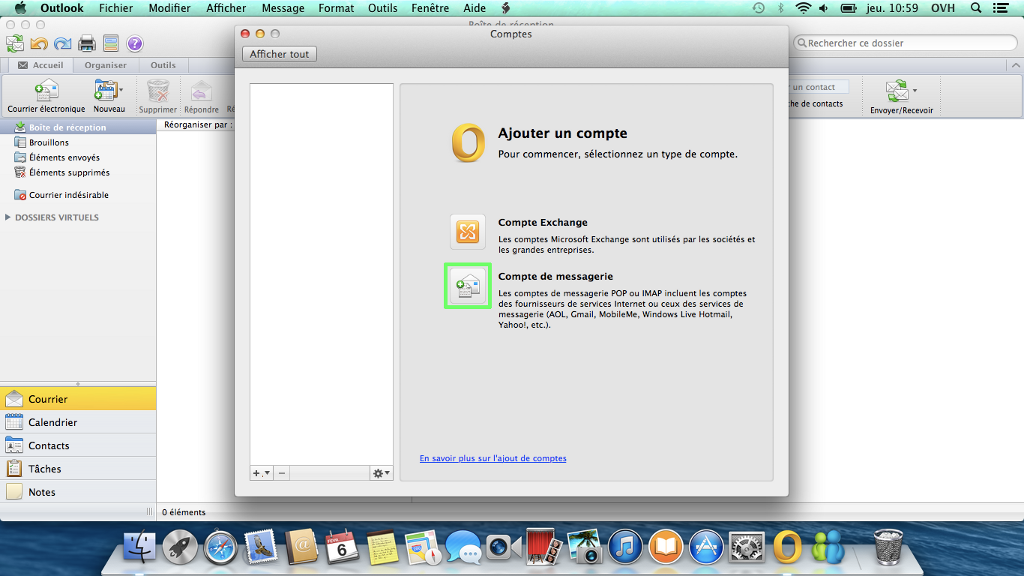 Outlook Fichier Modifier Afficher Message Format Outils Fenêtre Aide jeu. 10:59 OVH
Boîte de réception
Comptes
Rechercher ce dossier
Afficher tout
Accueil Organiser Outils
Courrier électronique Nouveau Supprimer Répondre
un contact
he de contacts
Envoyer/Recevoir
Boîte de réception
Brouillons
Éléments envoyés
Éléments supprimés
Courrier indésirable
DOSSIERS VIRTUELS
Réorganiser par :
Ajouter un compte
Pour commencer, sélectionnez un type de compte.
Compte Exchange
Les comptes Microsoft Exchange sont utilisés par les sociétés et
les grandes entreprises.
Compte de messagerie
Les comptes de messagerie POP ou IMAP incluent les comptes
des fournisseurs de services Internet ou ceux des services de
messagerie (AOL, Gmail, MobileMe, Windows Live Hotmail,
Yahoo!, etc.).
En savoir plus sur l'ajout de comptes
Courrier
Calendrier
Contacts
Tâches
Notes
0 éléments
6